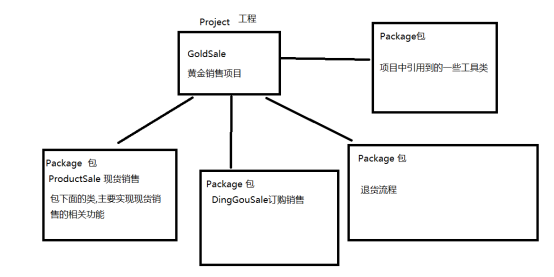 Project 工程
GoldSale
黄金销售项目
Package包
项目中引用到的一些工具类
Package 包
ProductSale 现货销售
包下面的类,主要实现现货销
售的相关功能
Package 包
DingGouSale订购销售
Package 包
退货流程